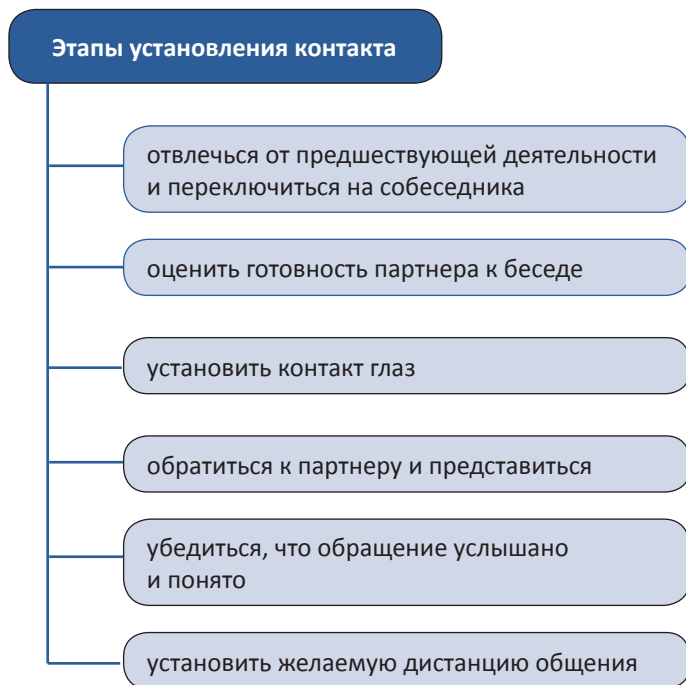 Этапы установления контакта
отвлечься от предшествующей деятельности
и переключиться на собеседника
оценить готовность партнера к беседе
установить контакт глаз
обратиться к партнеру и представиться
убедиться, что обращение услышано
и понято
установить желаемую дистанцию общения